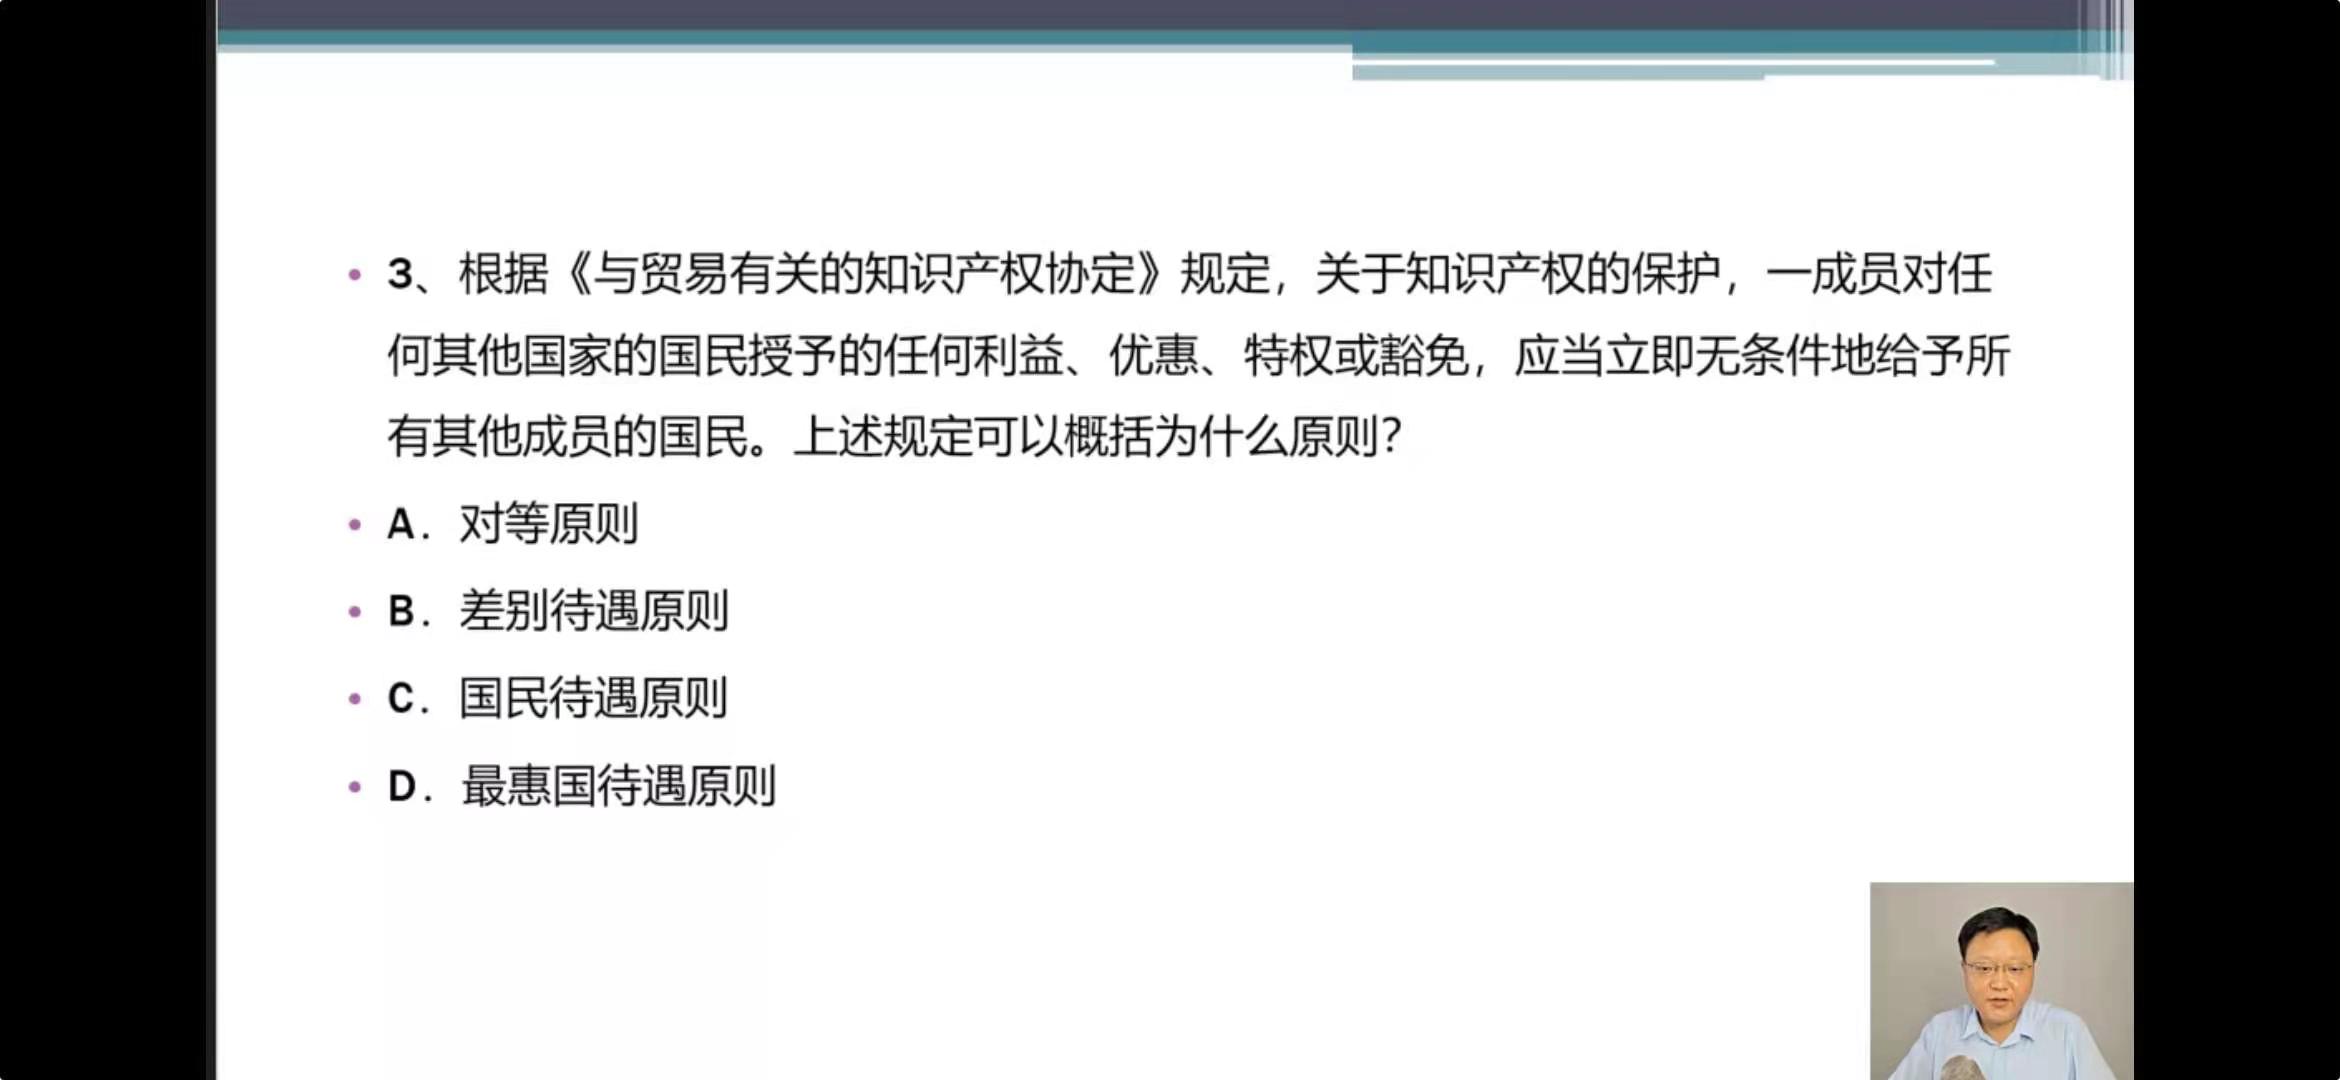 3、根据《与贸易有关的知识产权协定》规定，关于知识产权的保护，一成员对任
何其他国家的国民授予的任何利益、优惠、特权或豁免，应当立即无条件地给予所
有其他成员的国民。上述规定可以概括为什么原则？
A．对等原则
B．差别待遇原则
C．国民待遇原则
D．最惠国待遇原则